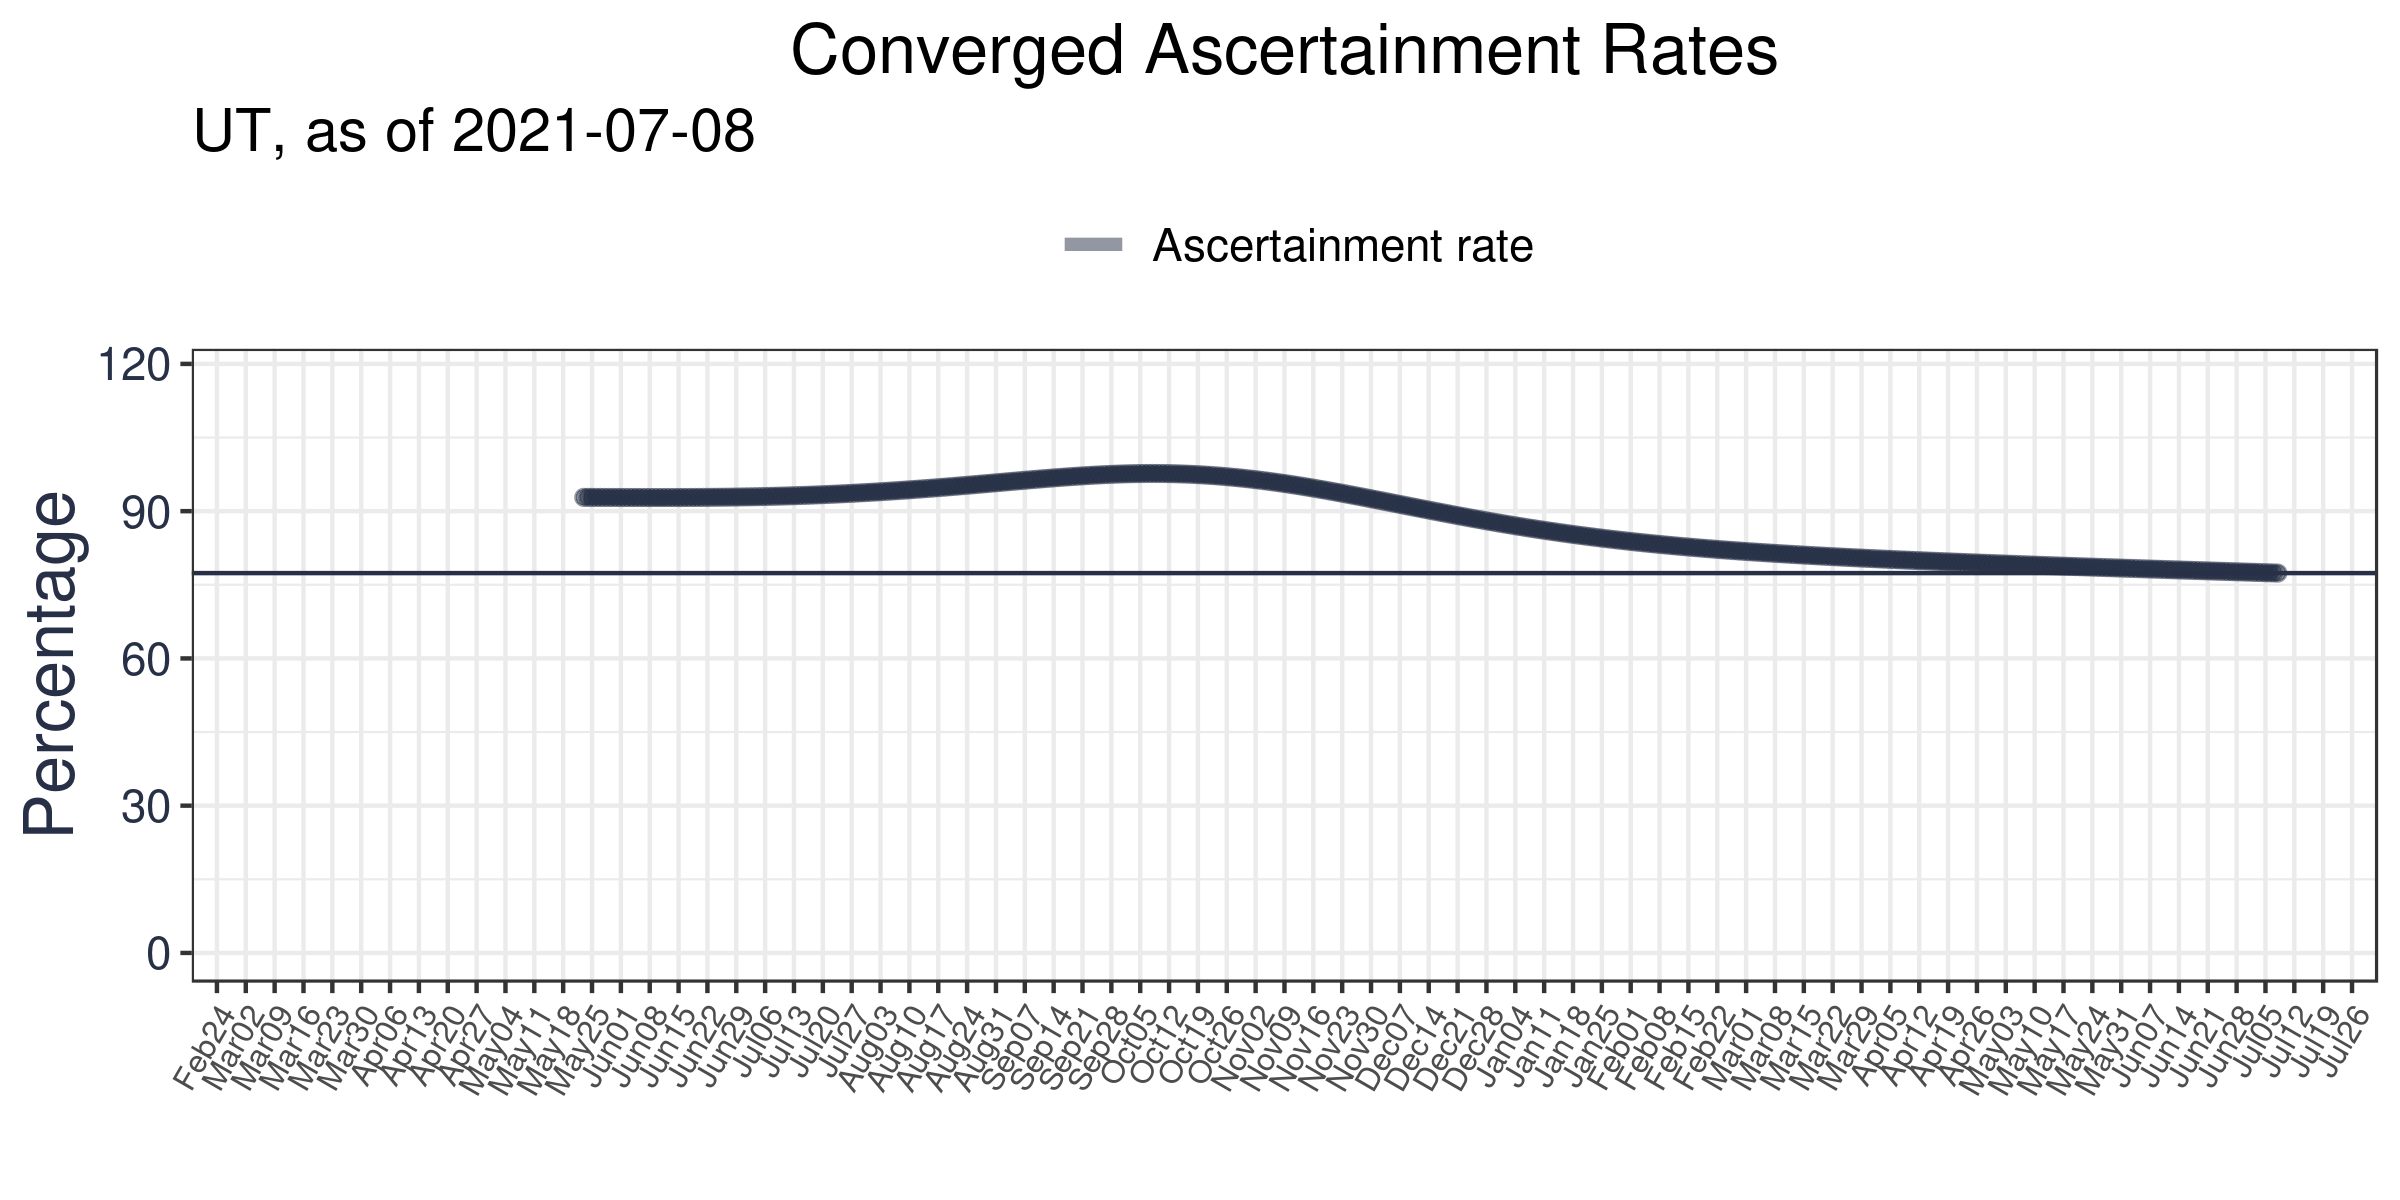 Converged Ascertainment Rates
UT, as of 2021-07-08
Ascertainment rate
Percentage
120
90
60
30
0
Feb24 Mar02 Mar09 Mar16 Mar23 Mar30 Apr06 Apr13 Apr20 Apr27 May04 May11 May18 May25 Jun01 Jun08 Jun15 Jun22 Jun29 Jul06 Jul13 Jul20 Jul27 Aug03 Aug10 Aug17 Aug24 Aug31 Sep07 Sep14 Sep21 Sep28 Oct05 Oct12 Oct19 Oct26 Nov02 Nov09 Nov16 Nov23 Nov30 Dec07 Dec14 Dec21 Dec28 Jan04 Jan11 Jan18 Jan25 Feb01 Feb08 Feb15 Feb22 Mar01 Mar08 Mar15 Mar22 Mar29 Apr05 Apr12 Apr19 Apr26 May03 May10 May17 May24 May31 Jun07 Jun14 Jun21 Jun28 Jul05 Jul12 Jul19 Jul26